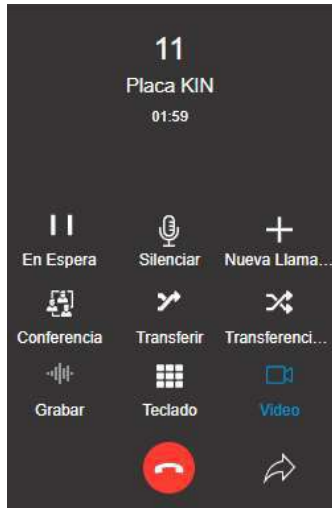 11
Placa KIN
01:59
En Espera Silenciar Nueva Llama...
Conferencia Transferir Transferenci...
Grabar Teclado Video